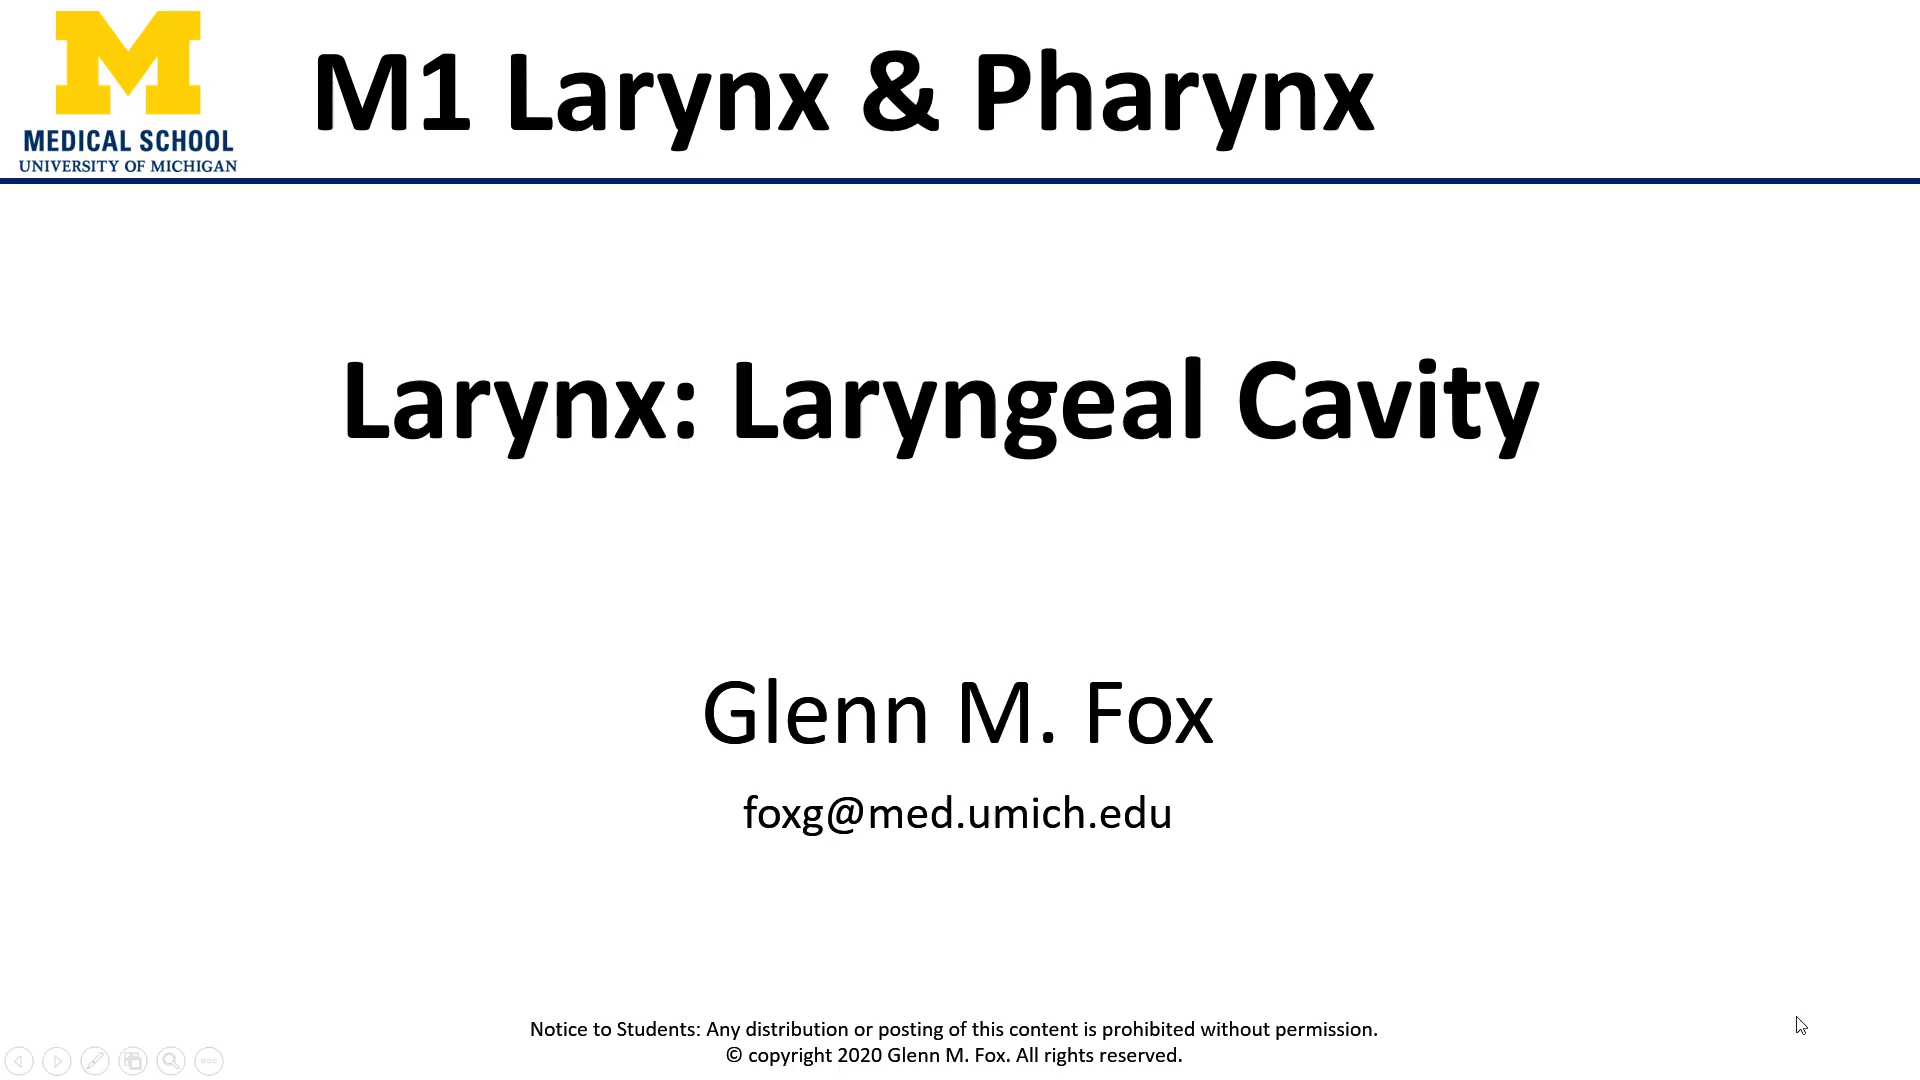 M
MEDICAL SCHOOL
UNIVERSITY OF MICHIGAN
M1 Larynx & Pharynx
Larynx: Laryngeal Cavity
Glenn M. Fox
foxg@med.umich.edu
Notice to Students: Any distribution or posting of this content is prohibited without permission.
© copyright 2020 Glenn M. Fox. All rights reserved.